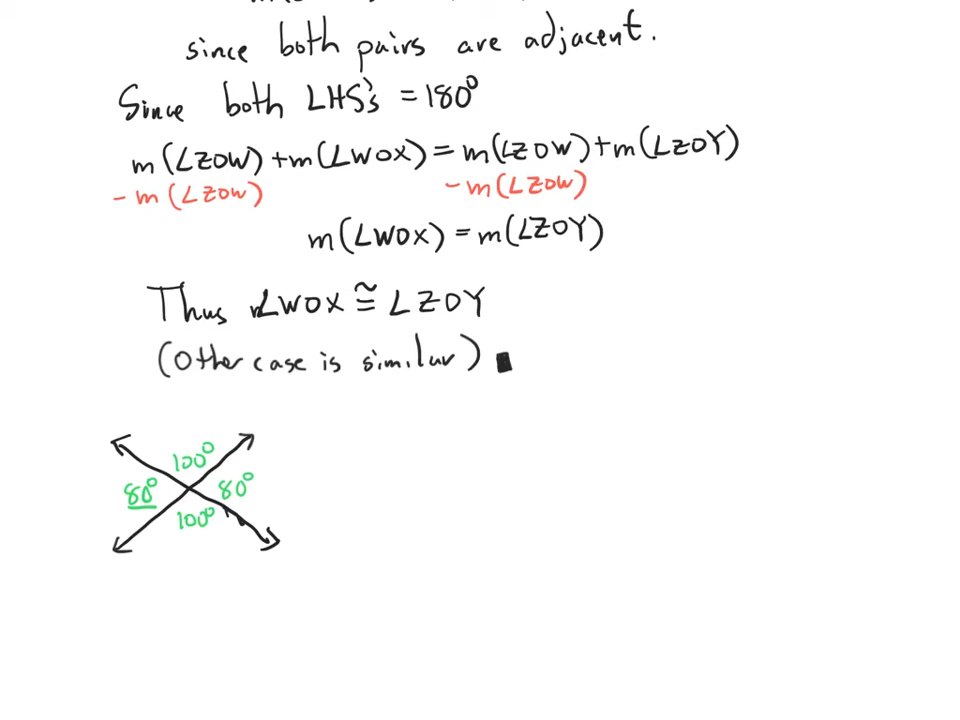 since both pairs are adjacent.
Since both LHS's = 180°
m(∠ZOW) + m(∠WOX) = m(∠ZOW) + m(∠ZOY)
- m(∠ZOW) - m(∠ZOW)
m(∠WOX) = m(∠ZOY)
Thus ∠WOX ≅ ∠ZOY
(Other case is similar) ■
100°
80° 80°
100°